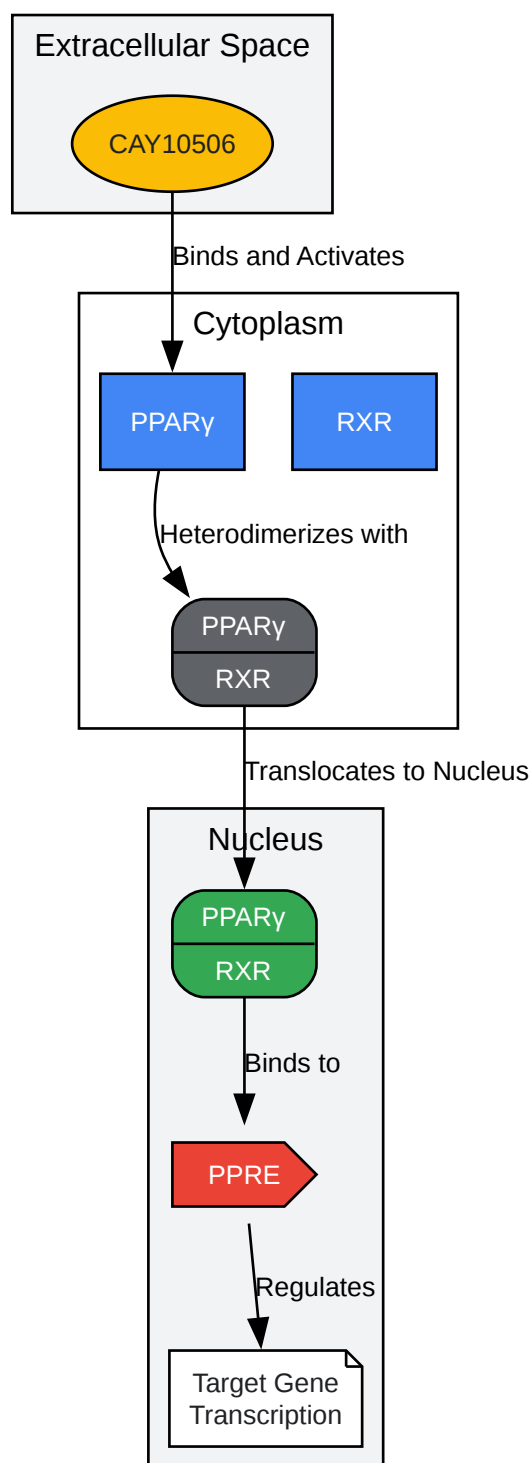 Extracellular Space
CAY10506
Binds and Activates
Cytoplasm
PPARγ
RXR
Heterodimerizes with
PPARγ
RXR
Translocates to Nucleus
Nucleus
PPARγ
RXR
Binds to
PPRE
Regulates
Target Gene
Transcription